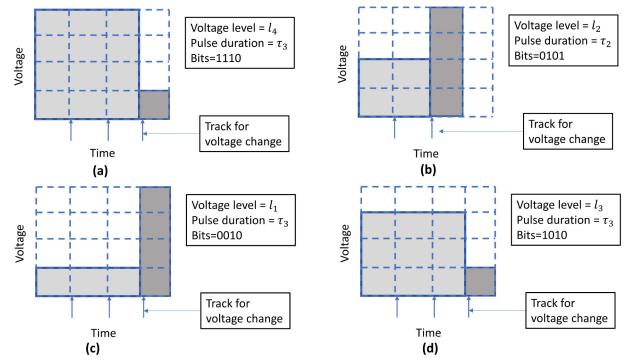 Voltage
Voltage level = l₄
Pulse duration = τ₃
Bits=1110
Track for
voltage change
Time
(a)
Voltage
Voltage level = l₂
Pulse duration = τ₂
Bits=0101
Track for
voltage change
Time
(b)
Voltage
Voltage level = l₁
Pulse duration = τ₃
Bits=0010
Track for
voltage change
Time
(c)
Voltage
Voltage level = l₃
Pulse duration = τ₃
Bits=1010
Track for
voltage change
Time
(d)